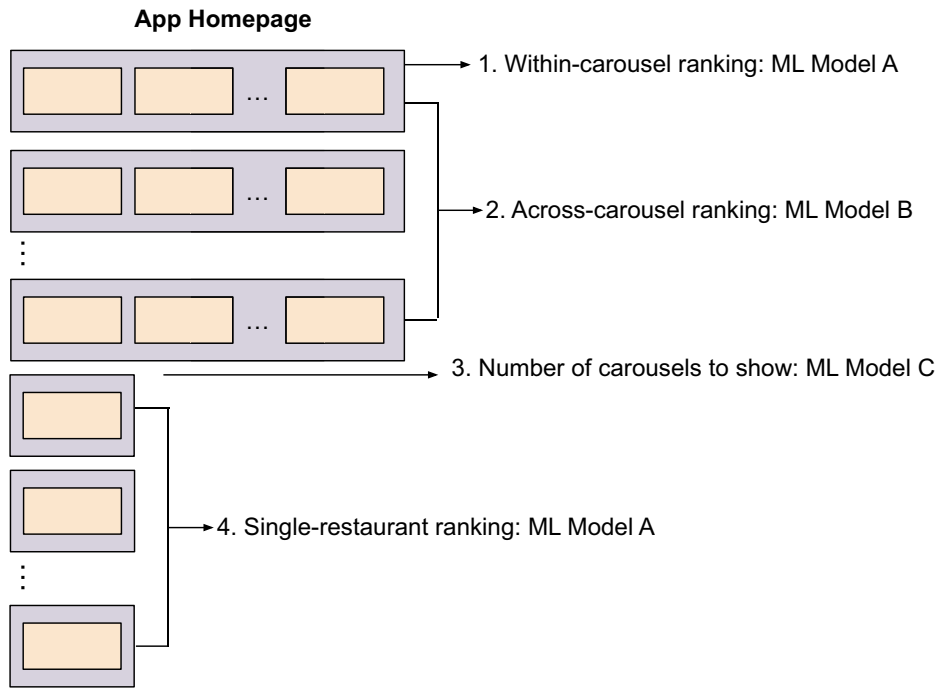 App Homepage
1. Within-carousel ranking: ML Model A
...
2. Across-carousel ranking: ML Model B
...
⋮
...
3. Number of carousels to show: ML Model C
4. Single-restaurant ranking: ML Model A
⋮